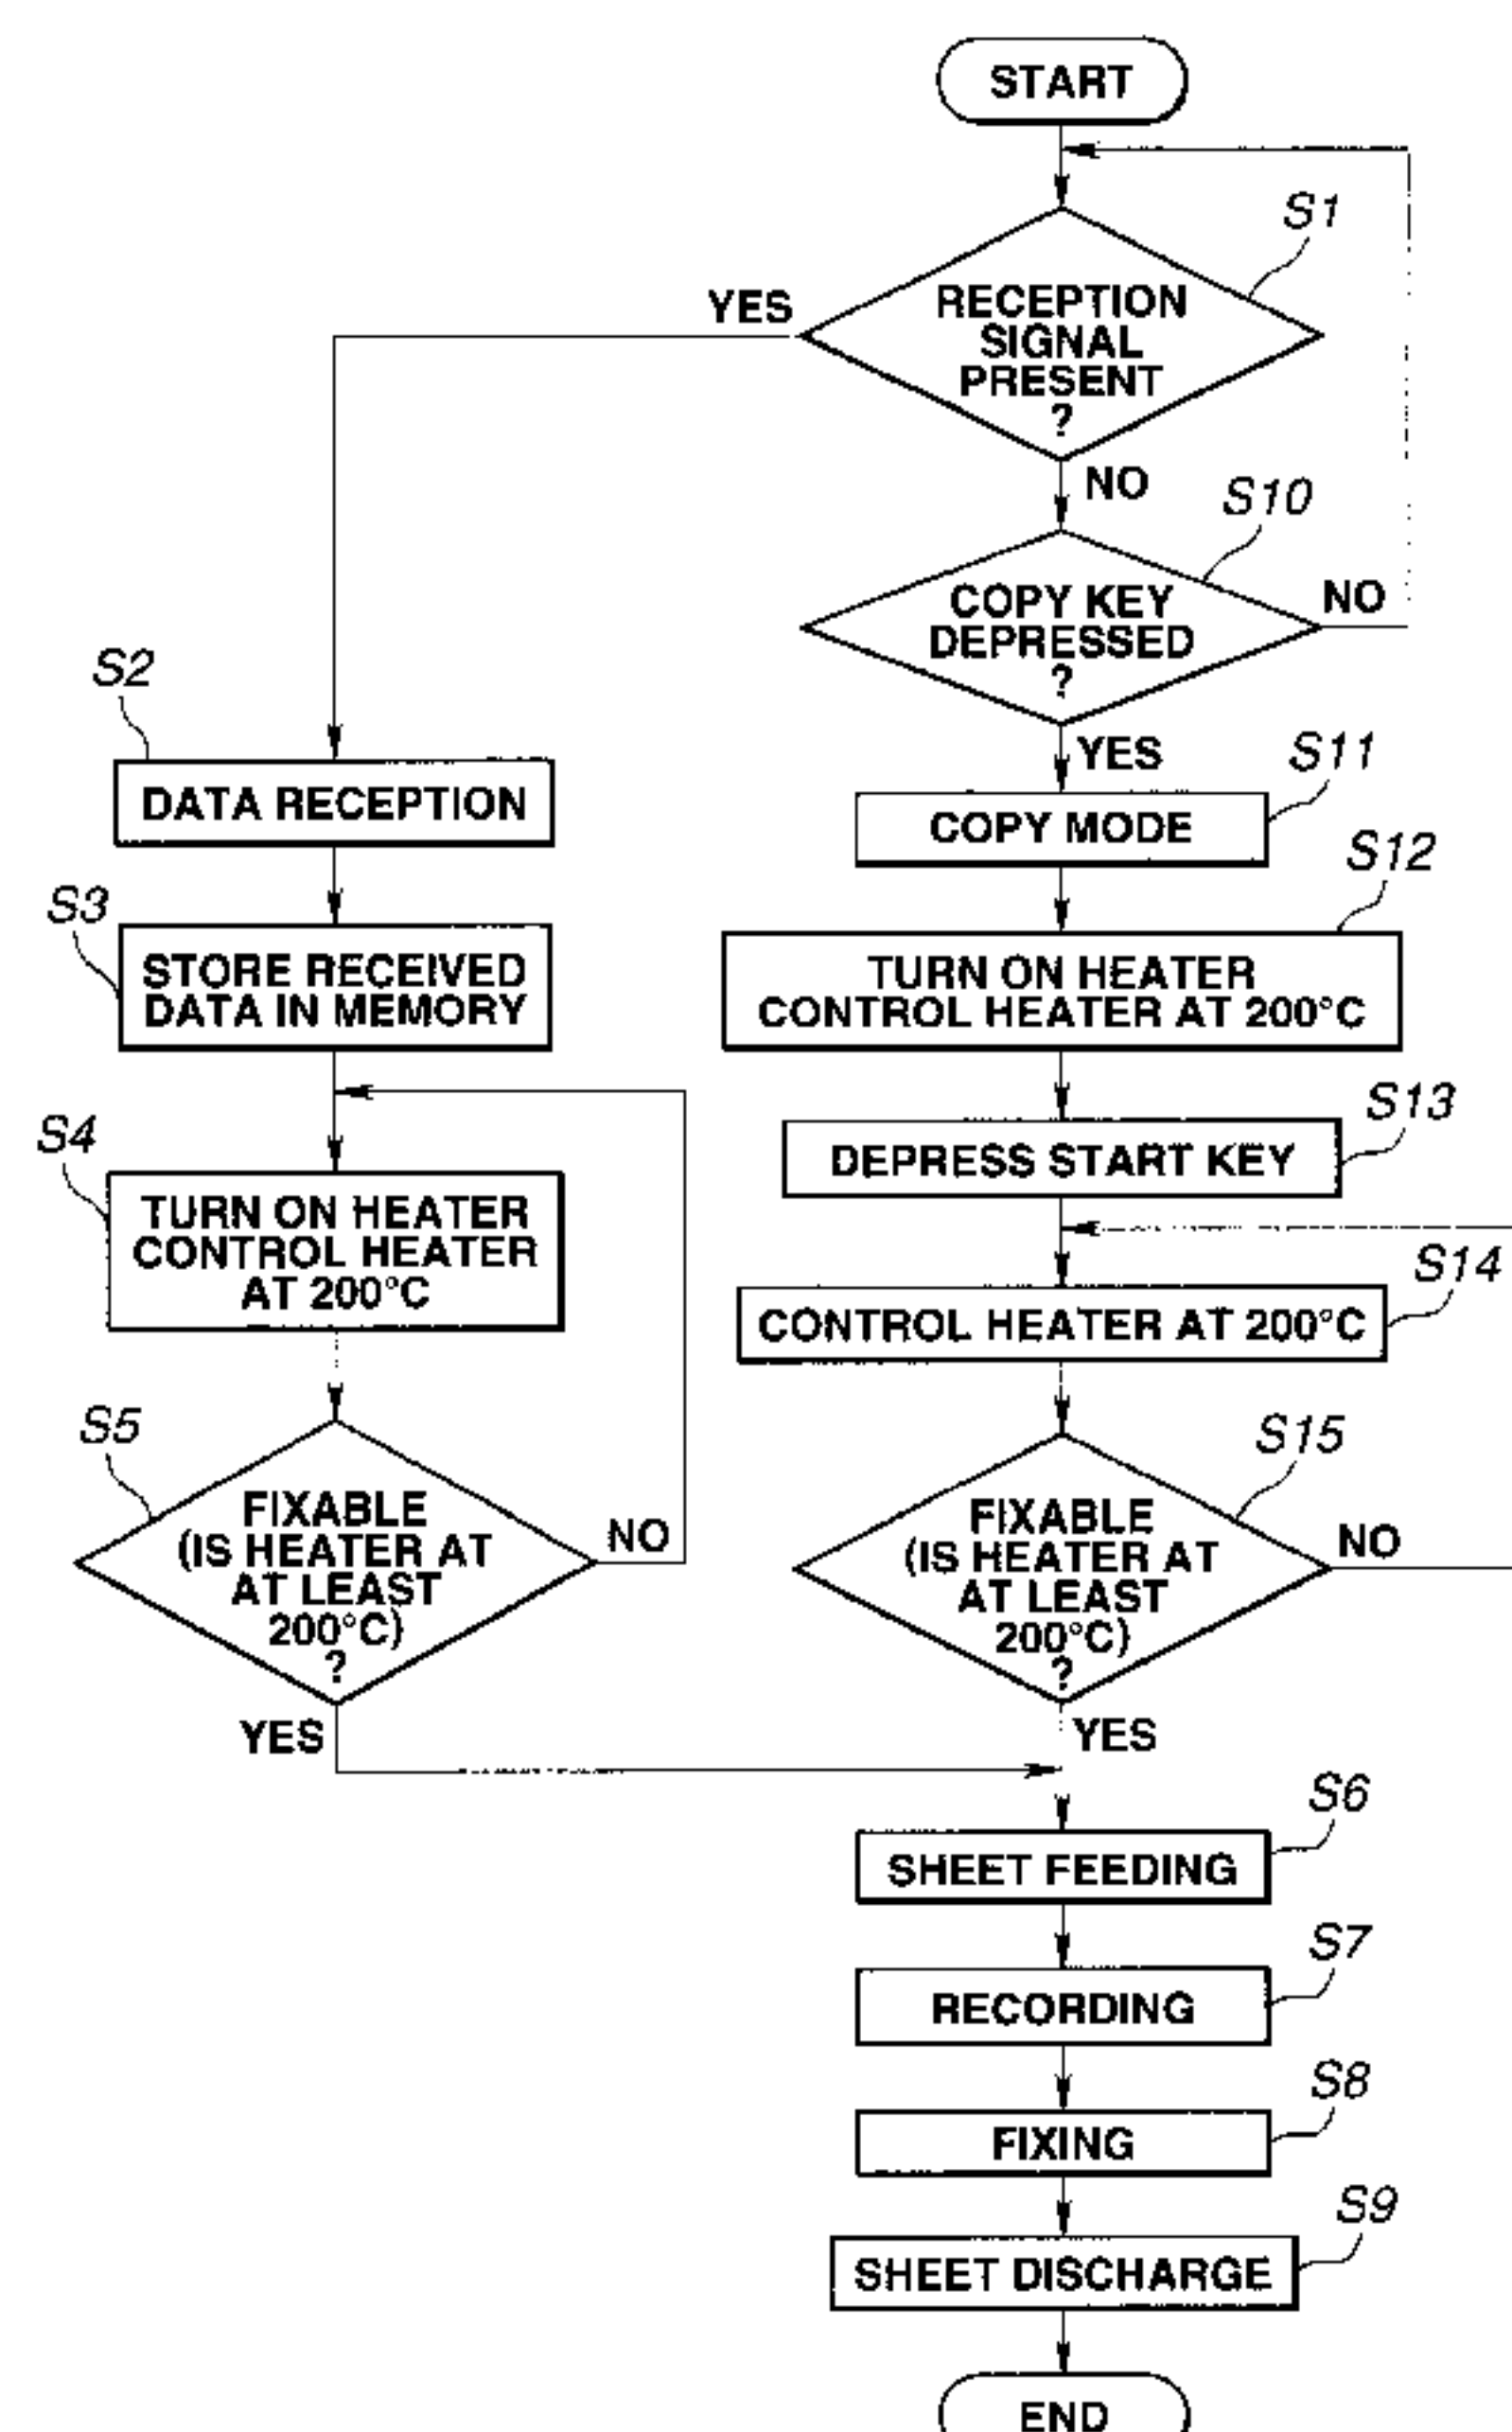 START
S1
YES
RECEPTION
SIGNAL
PRESENT
?
NO
S10
COPY KEY
DEPRESSED
?
NO
S2
YES
S11
DATA RECEPTION
COPY MODE
S12
S3
STORE RECEIVED
DATA IN MEMORY
TURN ON HEATER
CONTROL HEATER AT 200°C
S13
S4
DEPRESS START KEY
TURN ON HEATER
CONTROL HEATER
AT 200°C
S14
CONTROL HEATER AT 200°C
S5
S15
FIXABLE
(IS HEATER AT
AT LEAST
200°C)
?
NO
FIXABLE
(IS HEATER AT
AT LEAST
200°C)
?
NO
YES
YES
S6
SHEET FEEDING
S7
RECORDING
S8
FIXING
S9
SHEET DISCHARGE
END